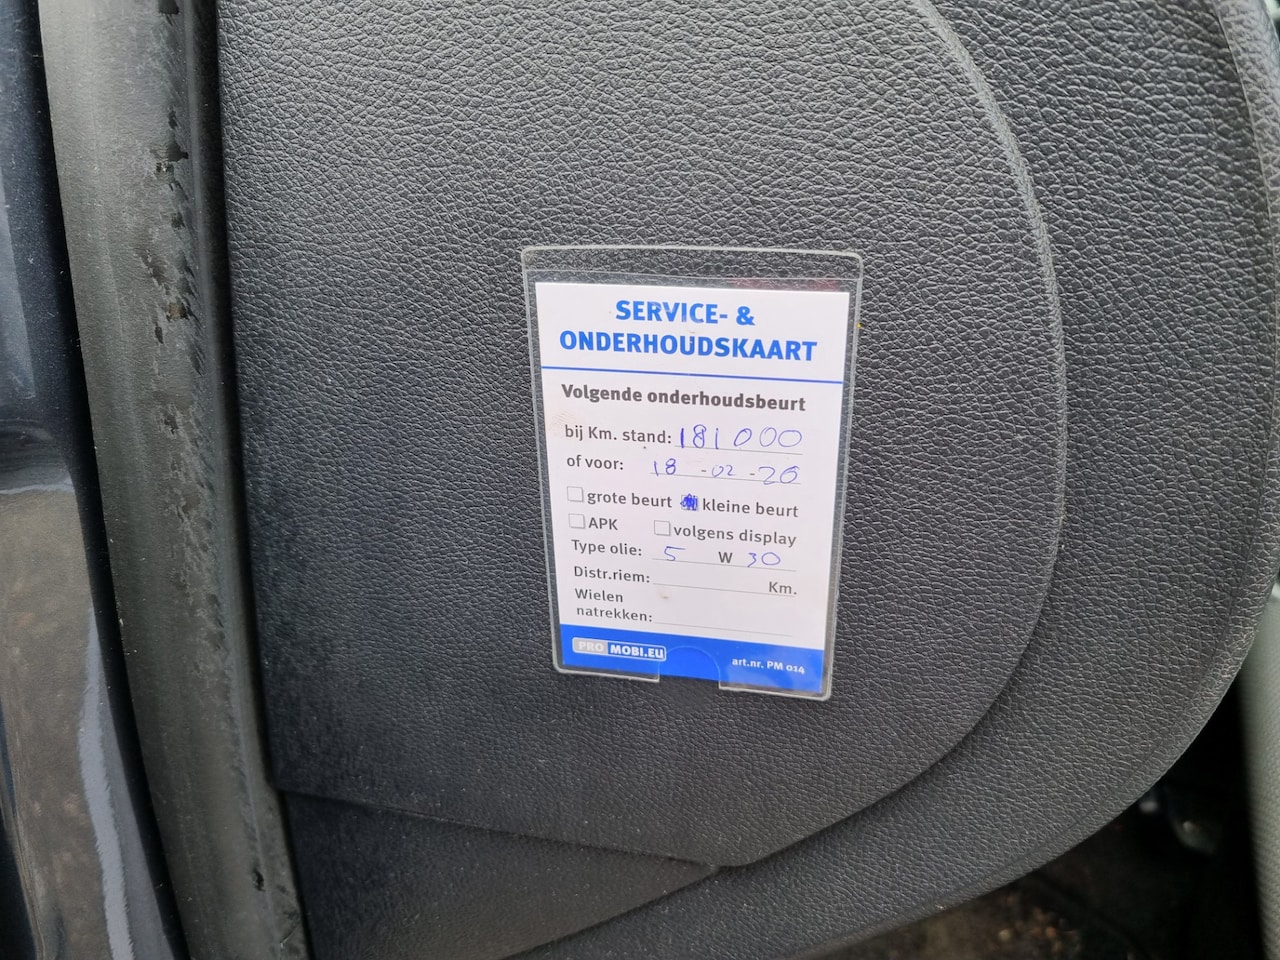 SERVICE- &
ONDERHOUDSKAART
Volgende onderhoudsbeurt
bij Km. stand: 181000
of voor: 18 -02 -26
grote beurt kleine beurt
APK volgens display
Type olie: 5 W 30
Distr.riem: Km.
Wielen
natrekken:
PRO MOBI.EU art.nr. PM 014